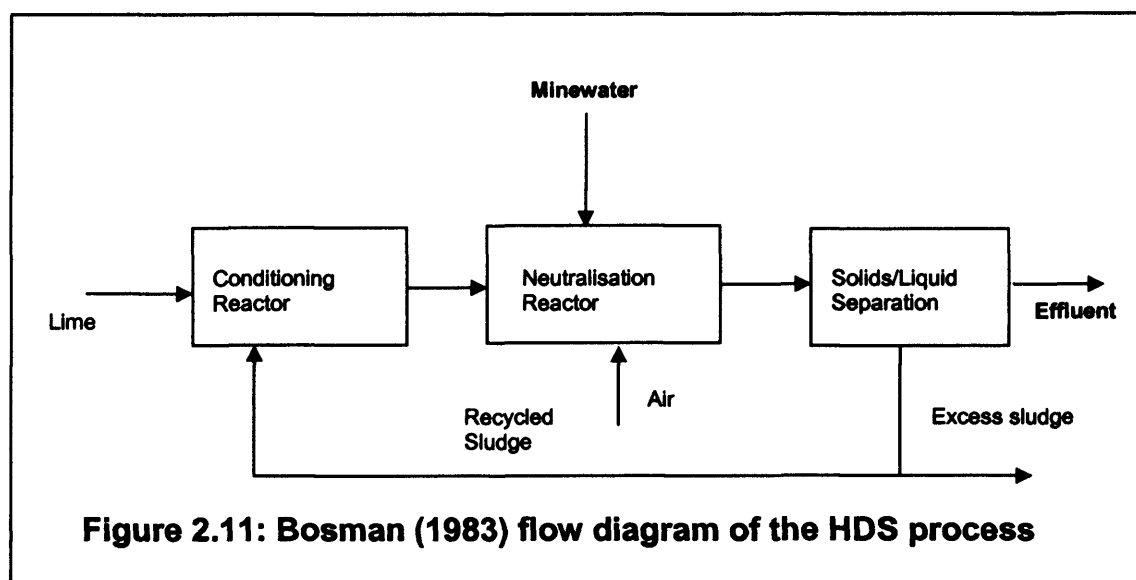 Minewater
Conditioning
Reactor
Neutralisation
Reactor
Solids/Liquid
Separation
Lime
Effluent
Air
Recycled
Sludge
Excess sludge
Figure 2.11: Bosman (1983) flow diagram of the HDS process